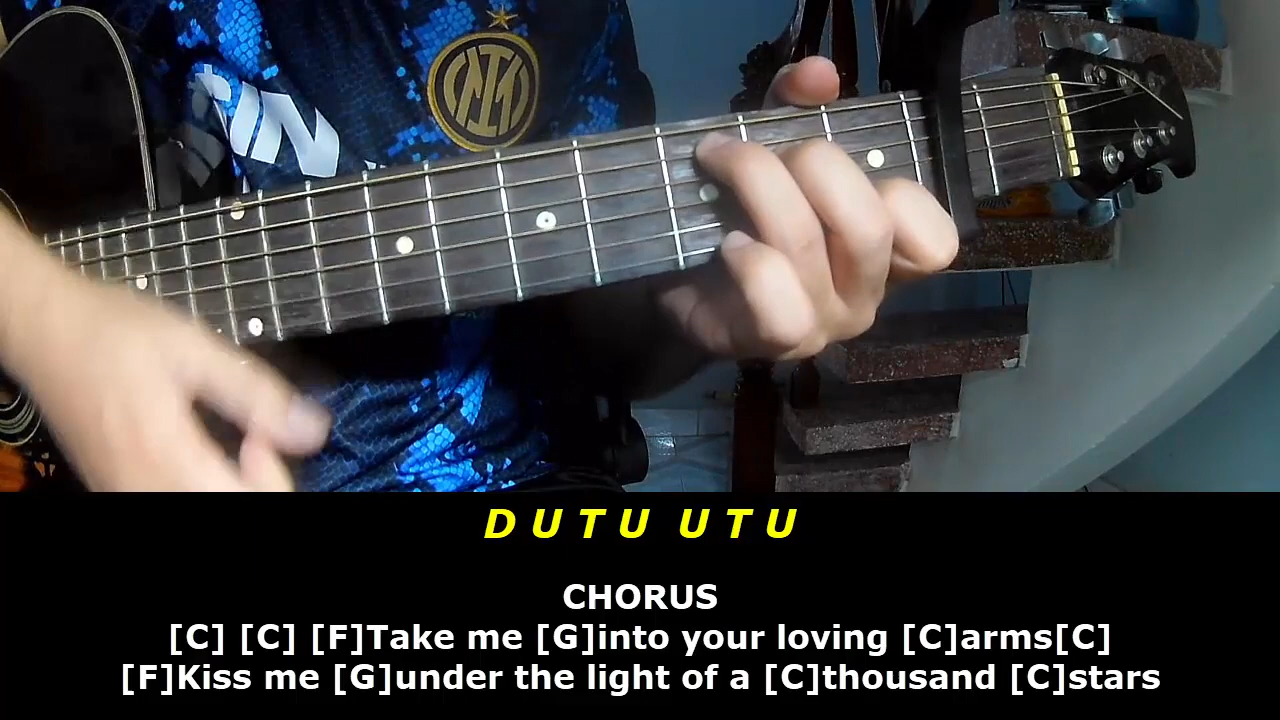 D U T U U T U
CHORUS
[C] [C] [F]Take me [G]into your loving [C]arms[C]
[F]Kiss me [G]under the light of a [C]thousand [C]stars